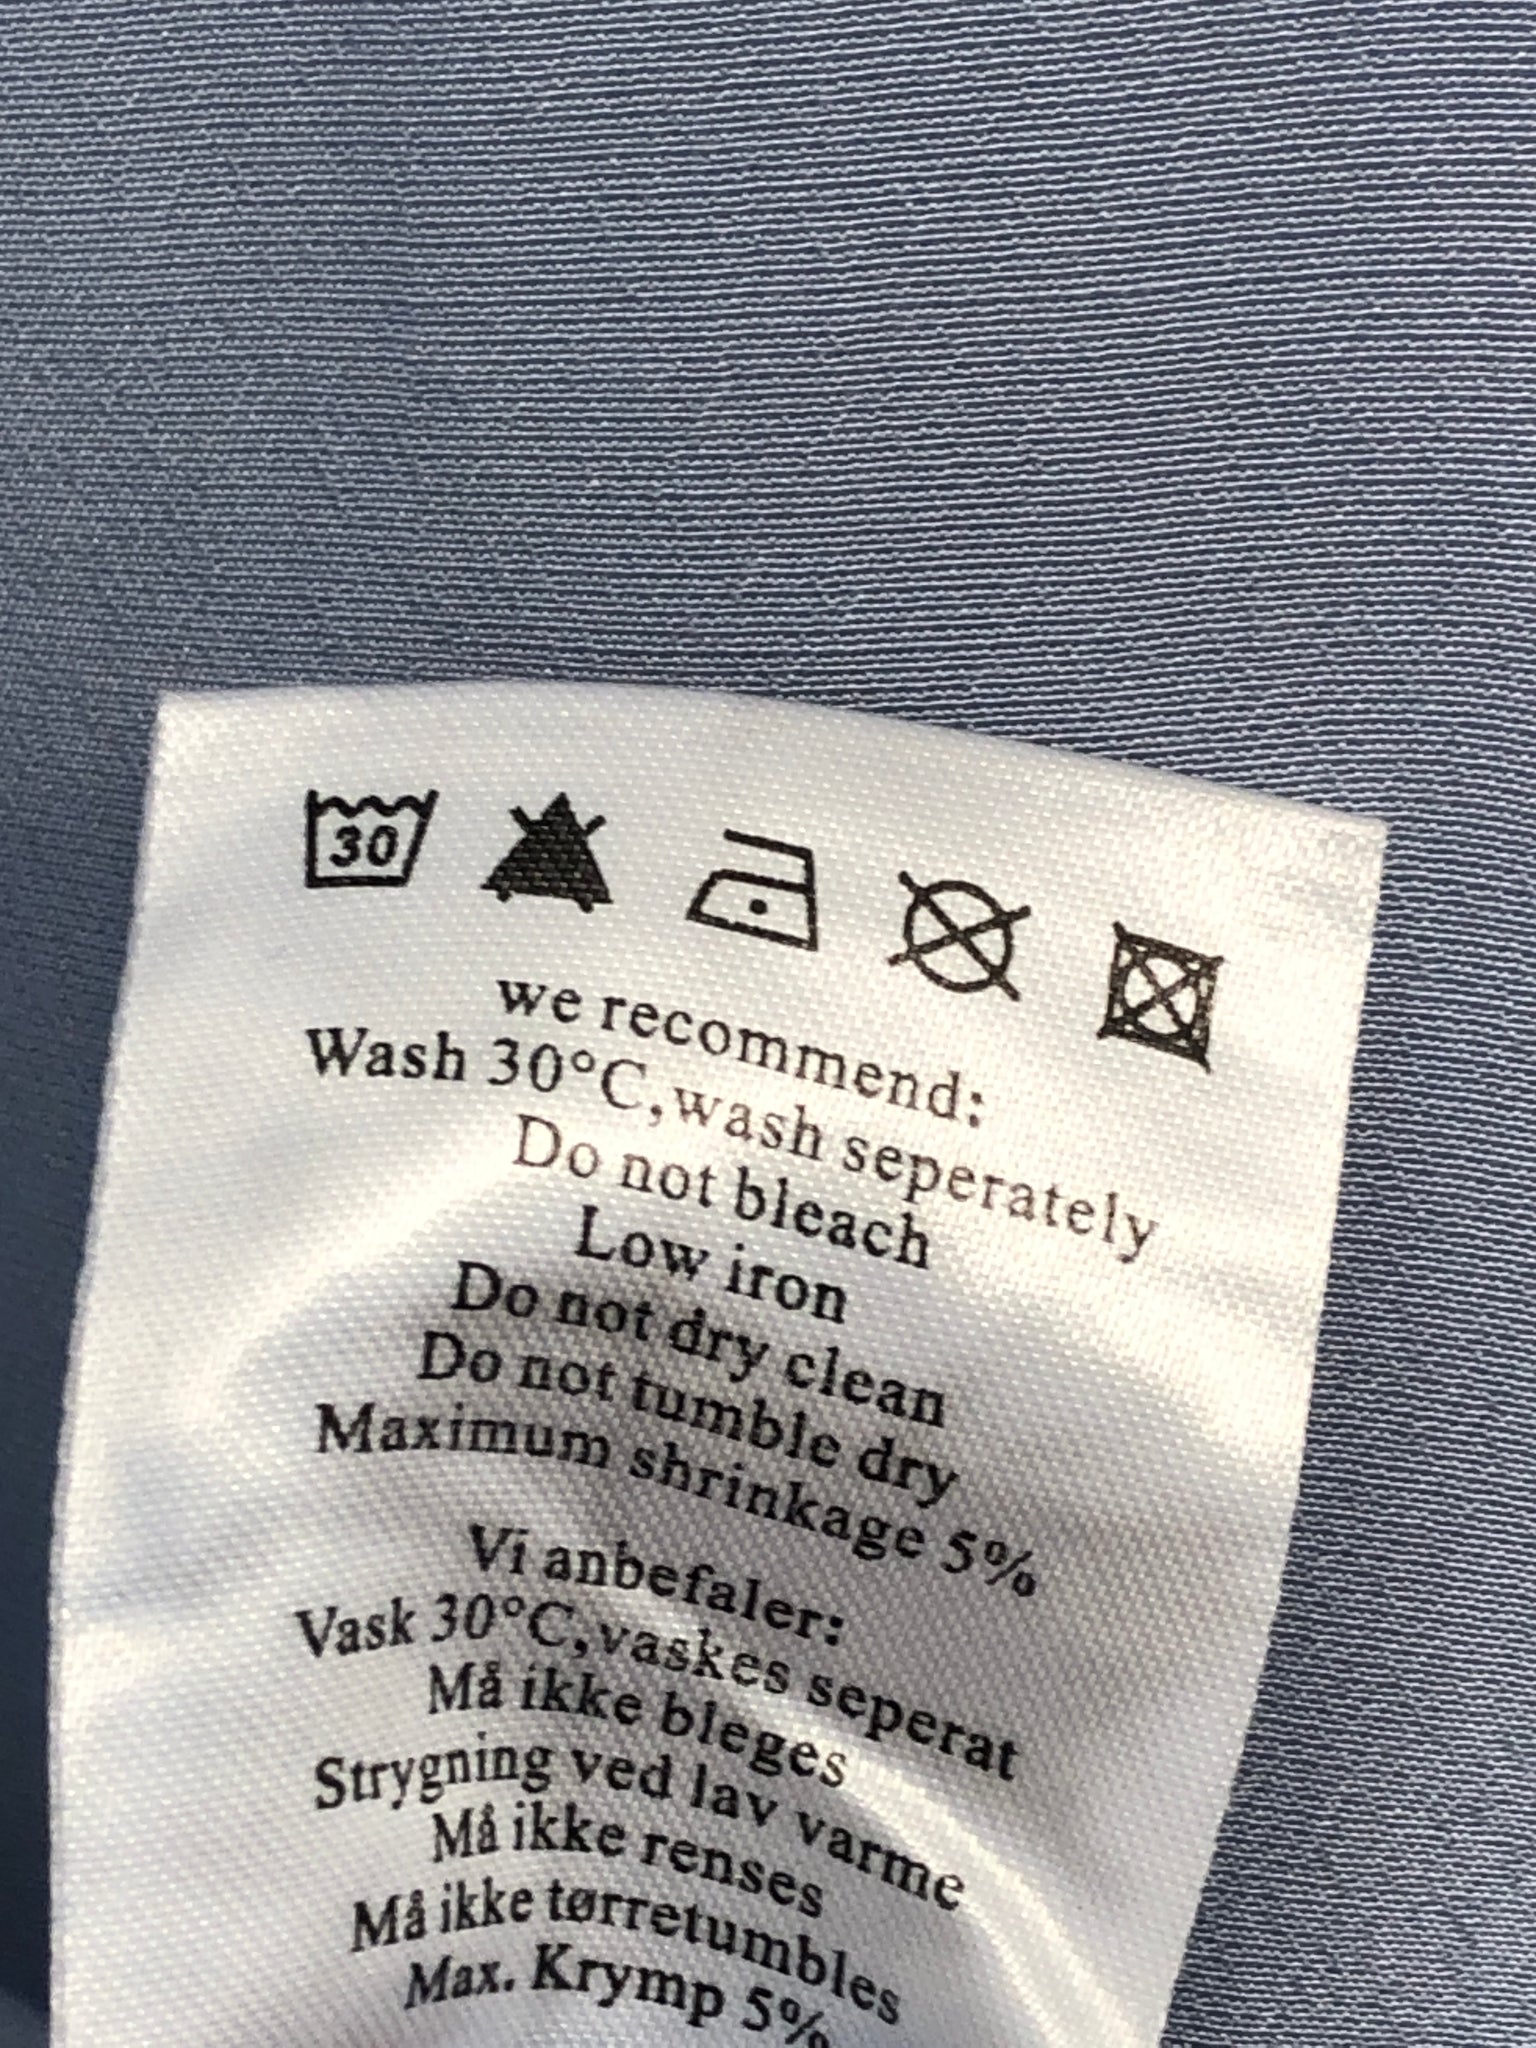 30
we recommend:
Wash 30°C,wash seperately
Do not bleach
Low iron
Do not dry clean
Do not tumble dry
Maximum shrinkage 5%
Vi anbefaler:
Vask 30°C,vaskes seperat
Må ikke bleges
Strygning ved lav varme
Må ikke renses
Må ikke tørretumbles
Max. Krymp 5%